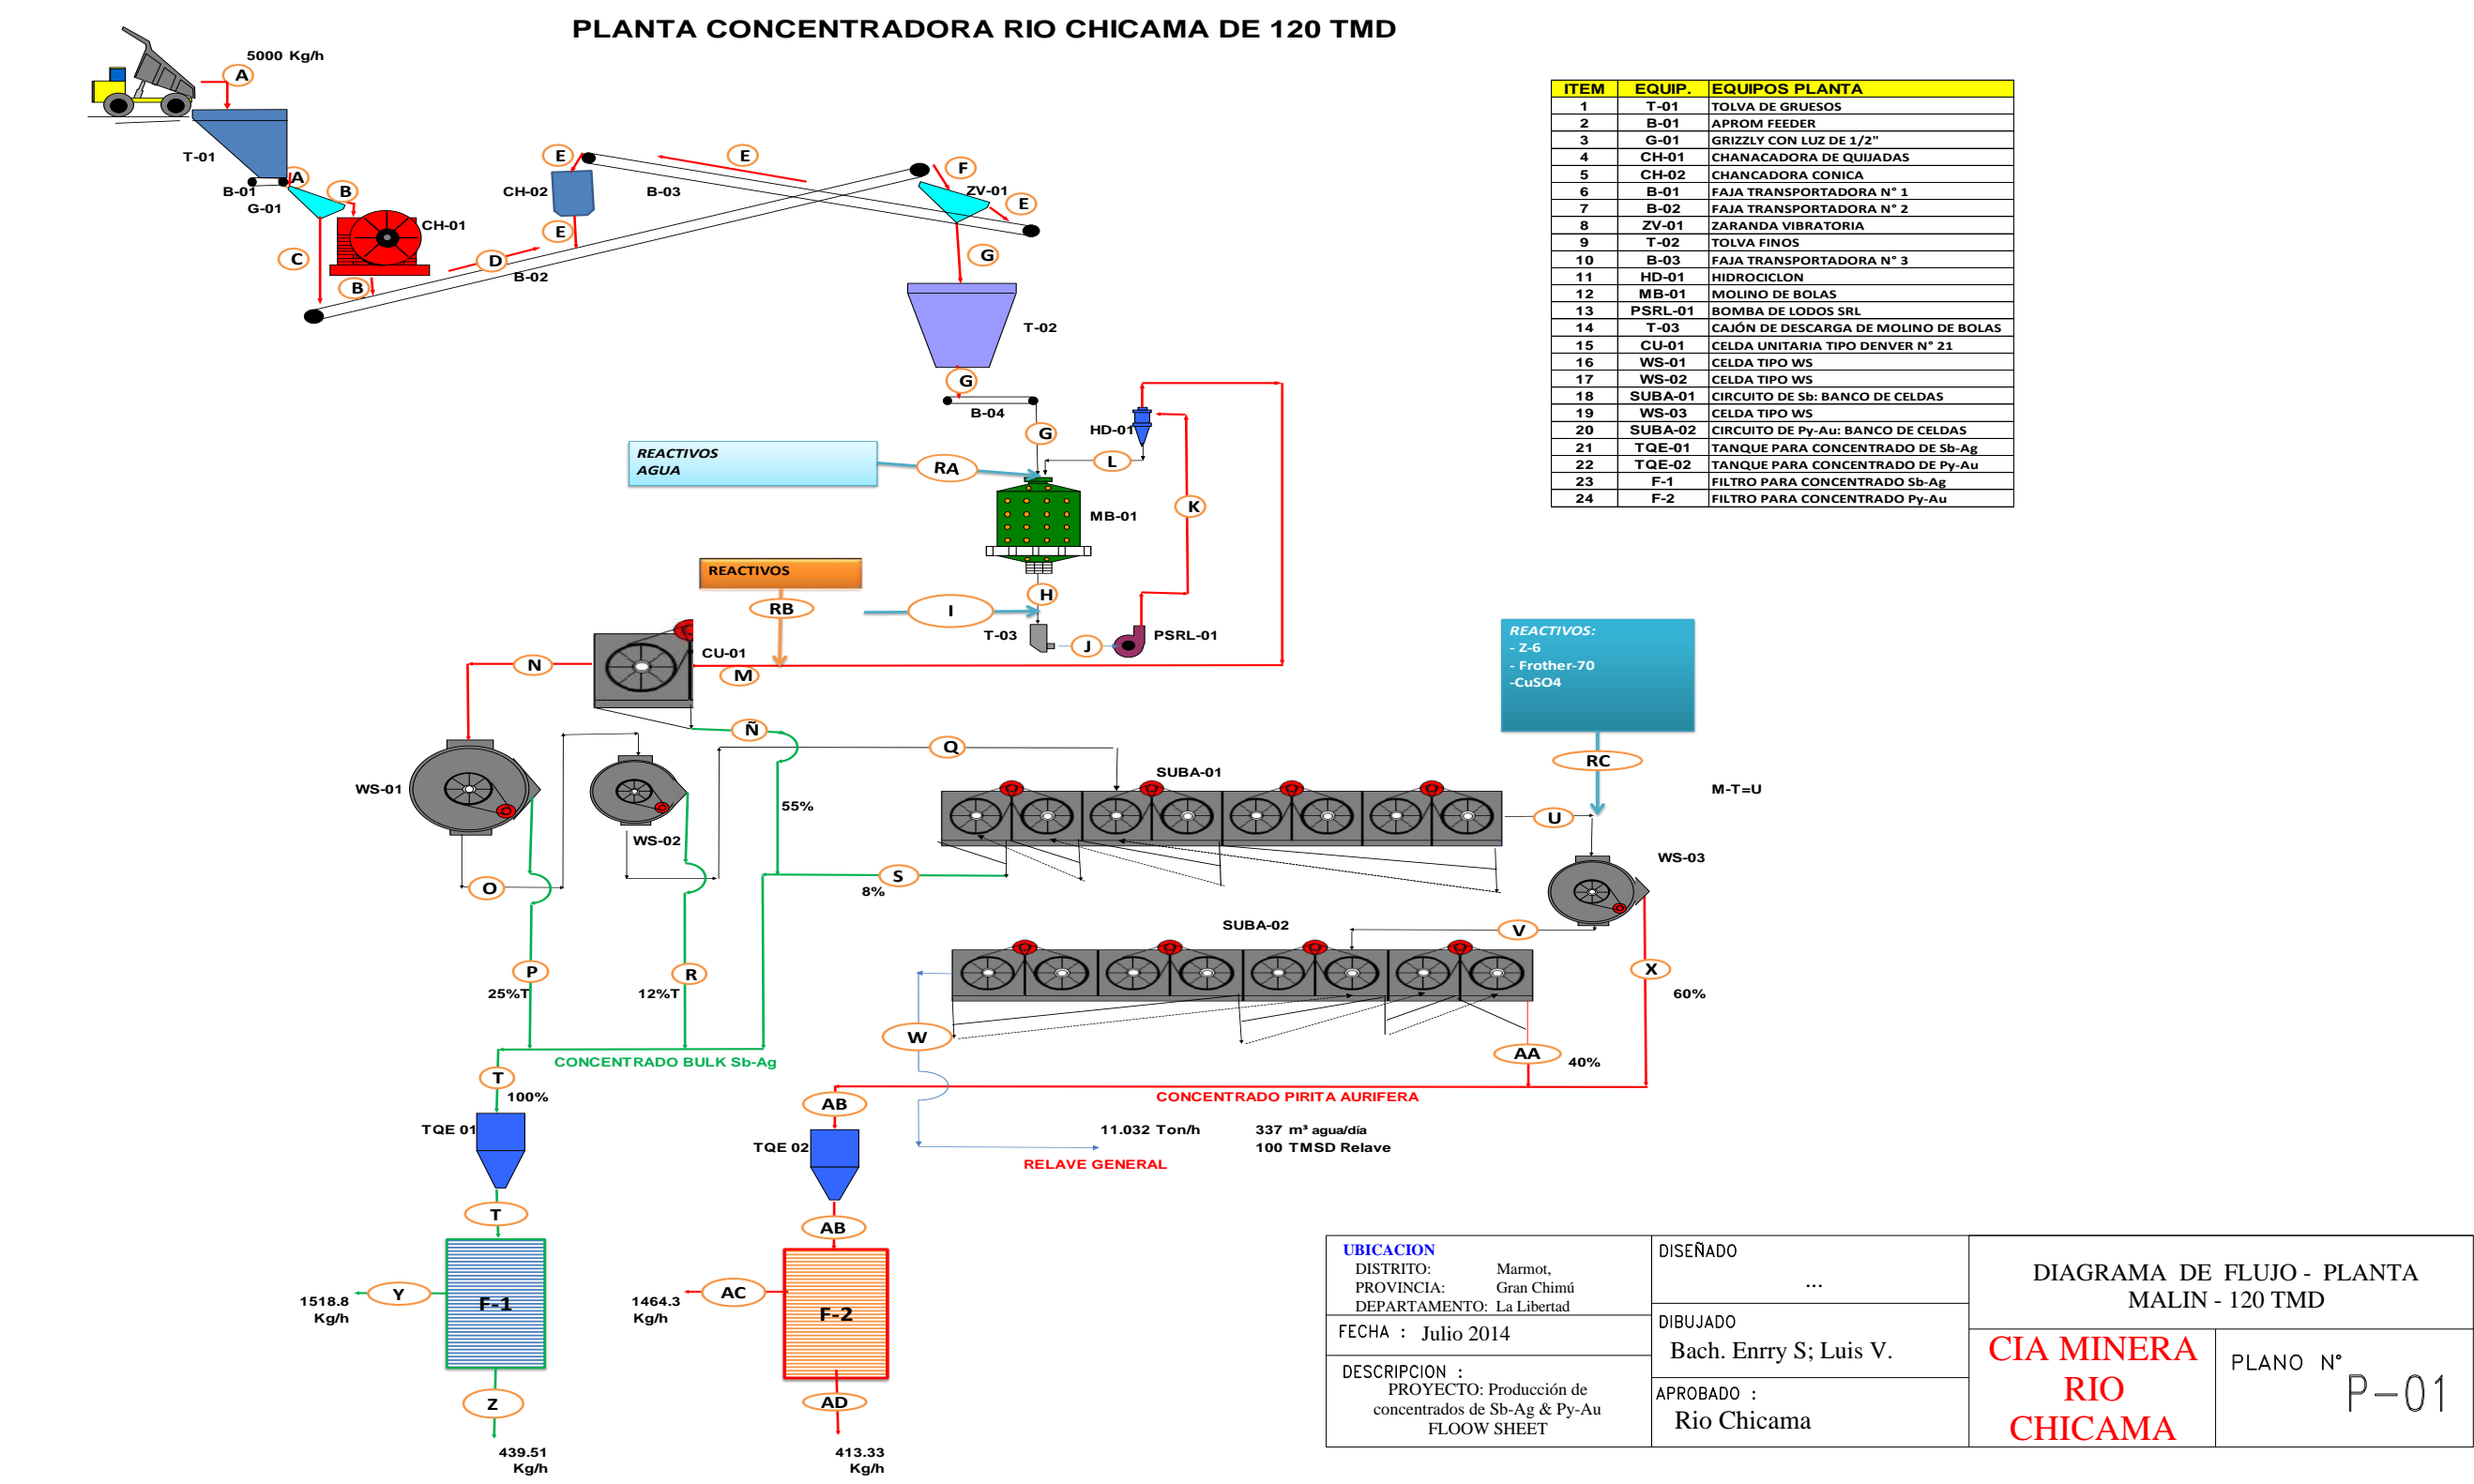 PLANTA CONCENTRADORA RIO CHICAMA DE 120 TMD
5000 Kg/h
A
T-01
B-01
A
G-01
B
CH-01
C
B
D
B-02
E
CH-02
E
B-03
E
F
ZV-01
E
G
T-02
G
B-04
G
HD-01
L
K
REACTIVOS
AGUA
RA
MB-01
REACTIVOS
RB
I
H
T-03
J
PSRL-01
ITEM EQUIP. EQUIPOS PLANTA
1 T-01 TOLVA DE GRUESOS
2 B-01 APROM FEEDER
3 G-01 GRIZZLY CON LUZ DE 1/2"
4 CH-01 CHANACADORA DE QUIJADAS
5 CH-02 CHANCADORA CONICA
6 B-01 FAJA TRANSPORTADORA N° 1
7 B-02 FAJA TRANSPORTADORA N° 2
8 ZV-01 ZARANDA VIBRATORIA
9 T-02 TOLVA FINOS
10 B-03 FAJA TRANSPORTADORA N° 3
11 HD-01 HIDROCICLON
12 MB-01 MOLINO DE BOLAS
13 PSRL-01 BOMBA DE LODOS SRL
14 T-03 CAJÓN DE DESCARGA DE MOLINO DE BOLAS
15 CU-01 CELDA UNITARIA TIPO DENVER N° 21
16 WS-01 CELDA TIPO WS
17 WS-02 CELDA TIPO WS
18 SUBA-01 CIRCUITO DE Sb: BANCO DE CELDAS
19 WS-03 CELDA TIPO WS
20 SUBA-02 CIRCUITO DE Py-Au: BANCO DE CELDAS
21 TQE-01 TANQUE PARA CONCENTRADO DE Sb-Ag
22 TQE-02 TANQUE PARA CONCENTRADO DE Py-Au
23 F-1 FILTRO PARA CONCENTRADO Sb-Ag
24 F-2 FILTRO PARA CONCENTRADO Py-Au
N
CU-01
M
Ñ
WS-01
WS-02
55%
O
Q
SUBA-01
S
8%
U
REACTIVOS:
- Z-6
- Frother-70
-CuSO4
RC
M-T=U
WS-03
SUBA-02
V
X
60%
P
25%T
R
12%T
W
AA
40%
CONCENTRADO BULK Sb-Ag
T
100%
TQE 01
T
AB
CONCENTRADO PIRITA AURIFERA
TQE 02
AB
11.032 Ton/h
337 m³ agua/día
100 TMSD Relave
RELAVE GENERAL
Y
1518.8
Kg/h
F-1
Z
439.51
Kg/h
AC
1464.3
Kg/h
F-2
AD
413.33
Kg/h
UBICACION
DISTRITO: Marmot,
PROVINCIA: Gran Chimú
DEPARTAMENTO: La Libertad
FECHA : Julio 2014
DESCRIPCION :
PROYECTO: Producción de
concentrados de Sb-Ag & Py-Au
FLOOW SHEET
DISEÑADO
...
DIBUJADO
Bach. Enrry S; Luis V.
APROBADO :
Rio Chicama
DIAGRAMA DE FLUJO - PLANTA
MALIN - 120 TMD
CIA MINERA
RIO
CHICAMA
PLANO N°
P-01